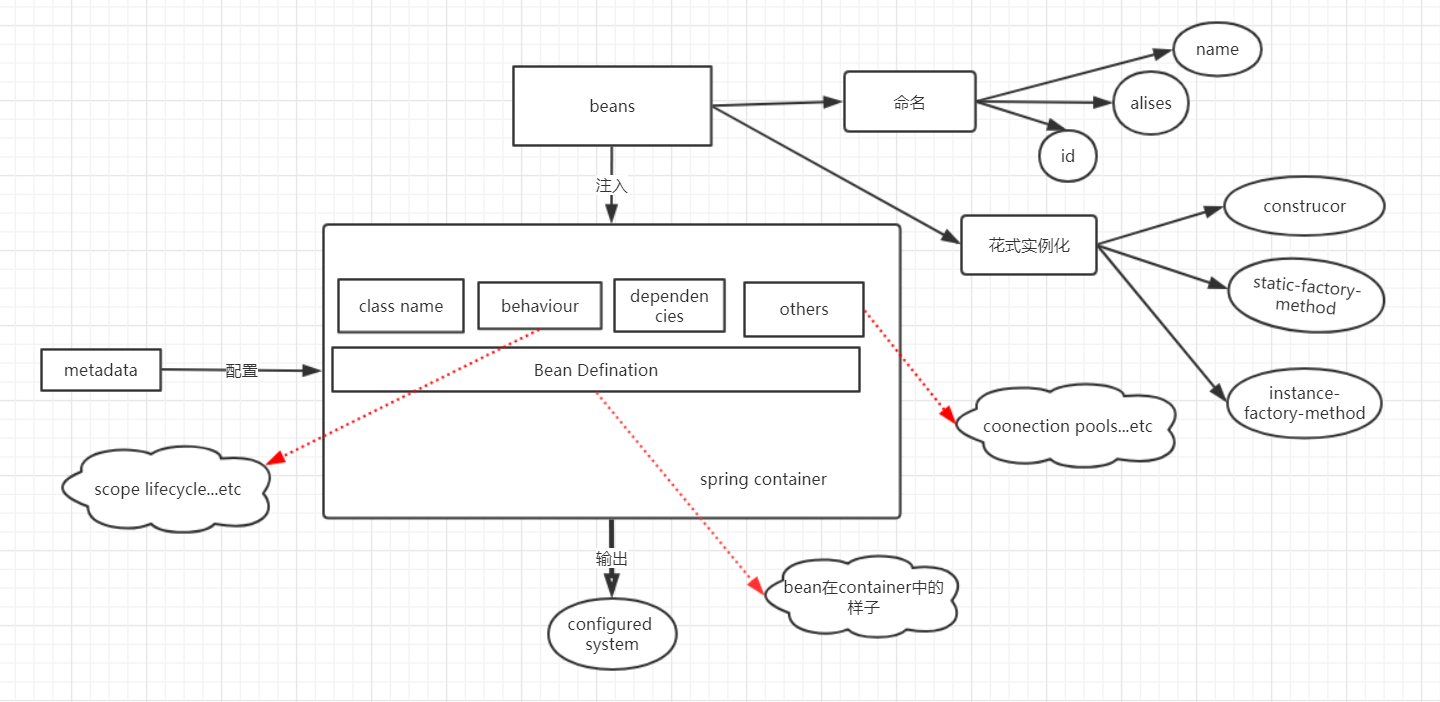 name
beans
命名
alises
id
注入
construcor
花式实例化
static-factory-
method
class name
behaviour
dependen
cies
others
metadata
配置
Bean Defination
instance-
factory-method
coonection pools...etc
scope lifecycle...etc
spring container
输出
bean在container中的
样子
configured
system